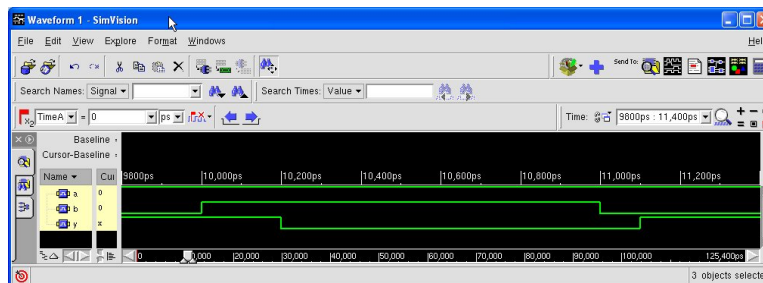 Waveform 1 - SimVision
File Edit View Explore Format Windows Hel
Send To:
Search Names: Signal Search Times: Value
TimeA = 0 ps Time: 9800ps : 11,400ps
Baseline
Cursor-Baseline
Name Cur 9800ps 10,000ps 10,200ps 10,400ps 10,600ps 10,800ps 11,000ps 11,200ps
a 0
b 0
y x
0 20,000 30,000 40,000 50,000 60,000 70,000 80,000 90,000 100,000 125,400ps
3 objects selecte